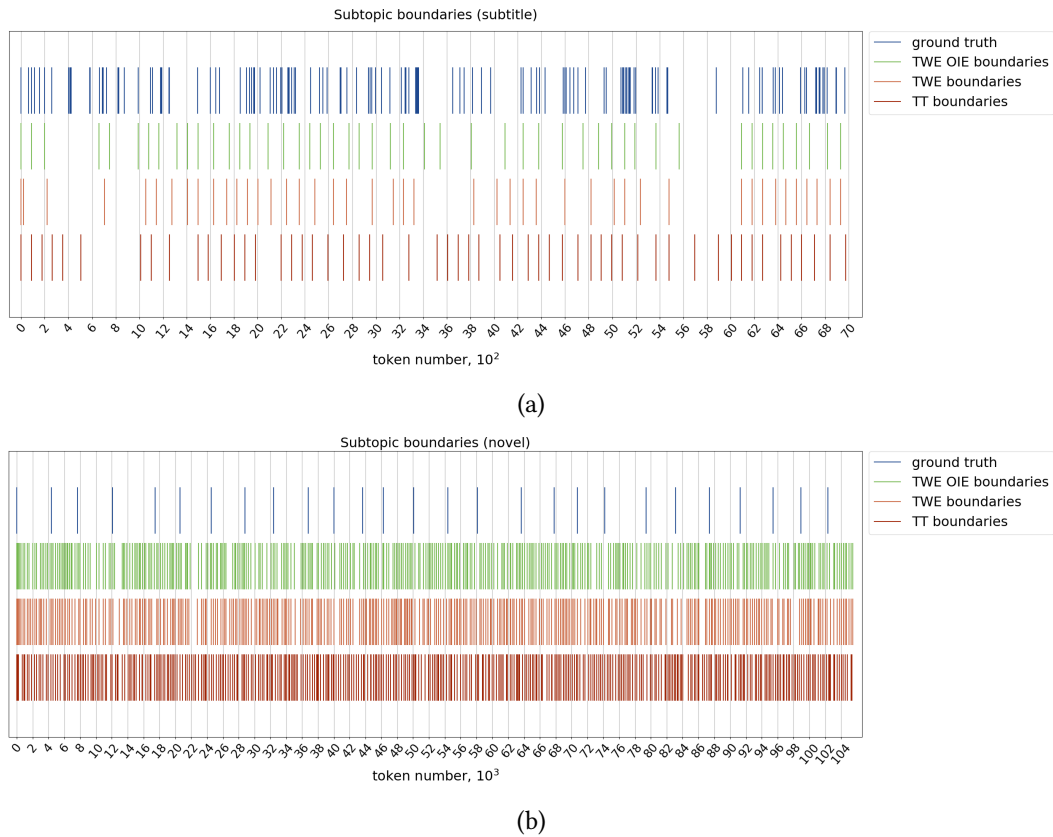 Subtopic boundaries (subtitle)
ground truth
TWE OIE boundaries
TWE boundaries
TT boundaries
0 2 4 6 8 10 12 14 16 18 20 22 24 26 28 30 32 34 36 38 40 42 44 46 48 50 52 54 56 58 60 62 64 66 68 70
token number, 10²
(a)
Subtopic boundaries (novel)
ground truth
TWE OIE boundaries
TWE boundaries
TT boundaries
0 2 4 6 8 10 12 14 16 18 20 22 24 26 28 30 32 34 36 38 40 42 44 46 48 50 52 54 56 58 60 62 64 66 68 70 72 74 76 78 80 82 84 86 88 90 92 94 96 98 100 102 104
token number, 10³
(b)